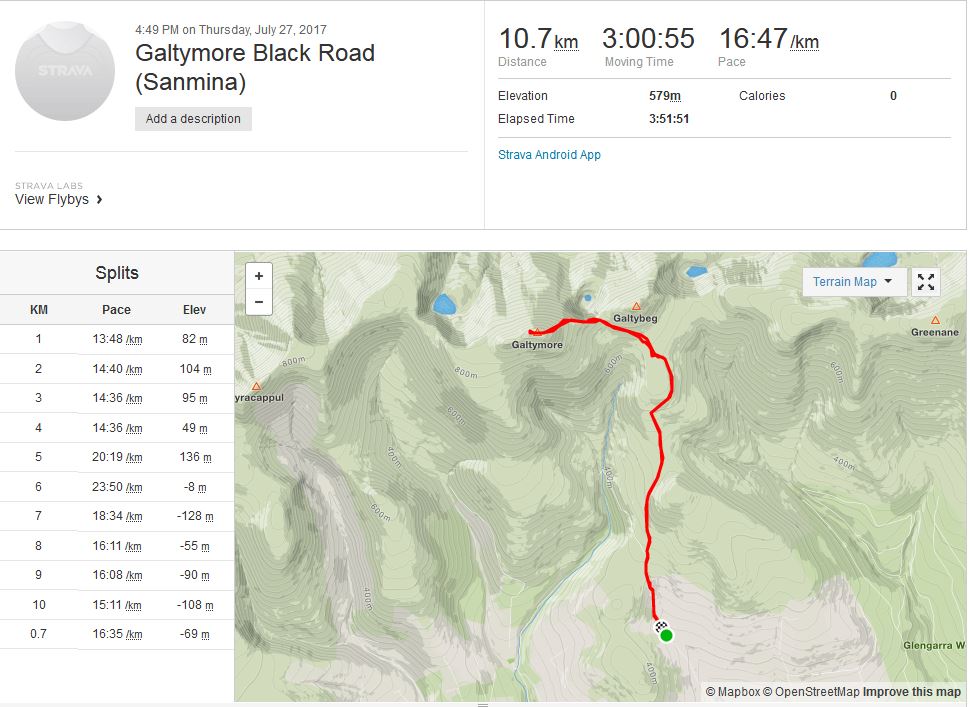 4:49 PM on Thursday, July 27, 2017
Galtymore Black Road
(Sanmina)
STRAVA
Add a description
STRAVA LABS
View Flybys
10.7km 3:00:55 16:47/km
Distance Moving Time Pace
Elevation 579m Calories 0
Elapsed Time 3:51:51
Strava Android App
Splits
KM Pace Elev
1 13:48 /km 82 m
2 14:40 /km 104 m
3 14:36 /km 95 m
4 14:36 /km 49 m
5 20:19 /km 136 m
6 23:50 /km -8 m
7 18:34 /km -128 m
8 16:11 /km -55 m
9 16:08 /km -90 m
10 15:11 /km -108 m
0.7 16:35 /km -69 m
+
−
Terrain Map
Galtybeg
Greenane
Galtymore
yracappul
800m
800m
600m
600m
600m
400m
400m
400m
600m
400m
400m
Glengarra W
© Mapbox © OpenStreetMap Improve this map